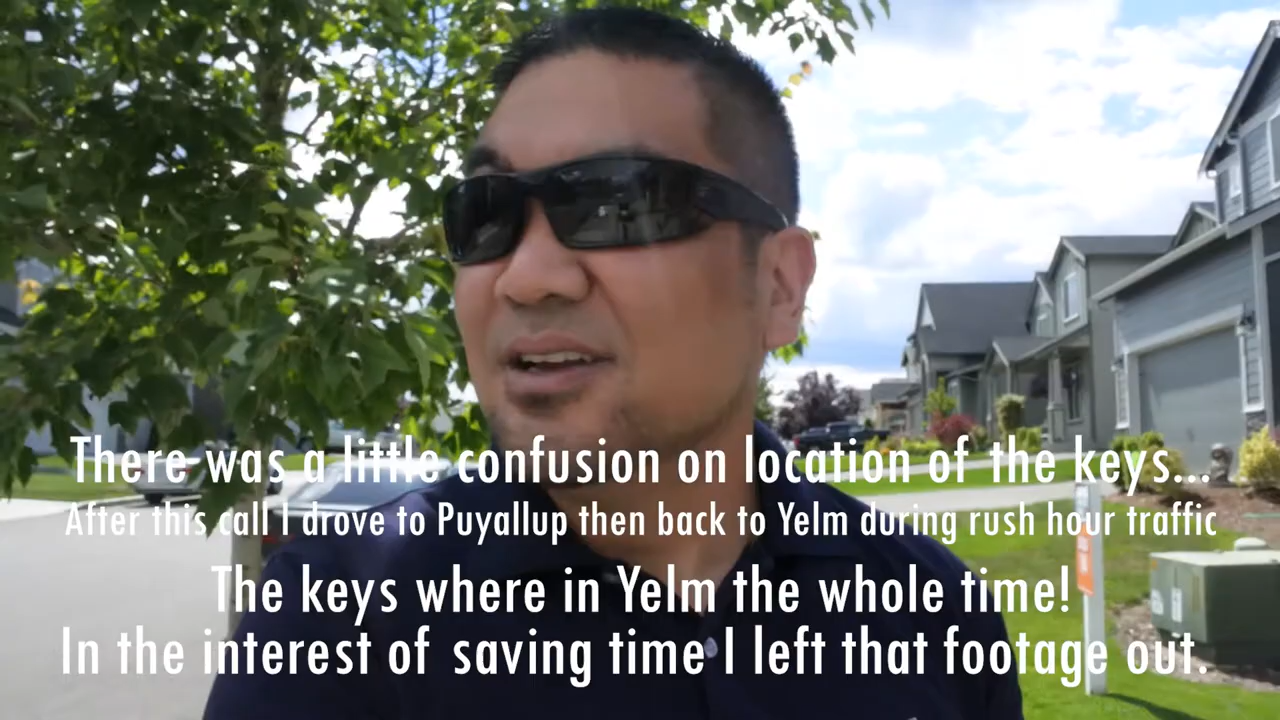 There was a little confusion on location of the keys...
After this call I drove to Puyallup then back to Yelm during rush hour traffic
The keys where in Yelm the whole time!
In the interest of saving time I left that footage out.